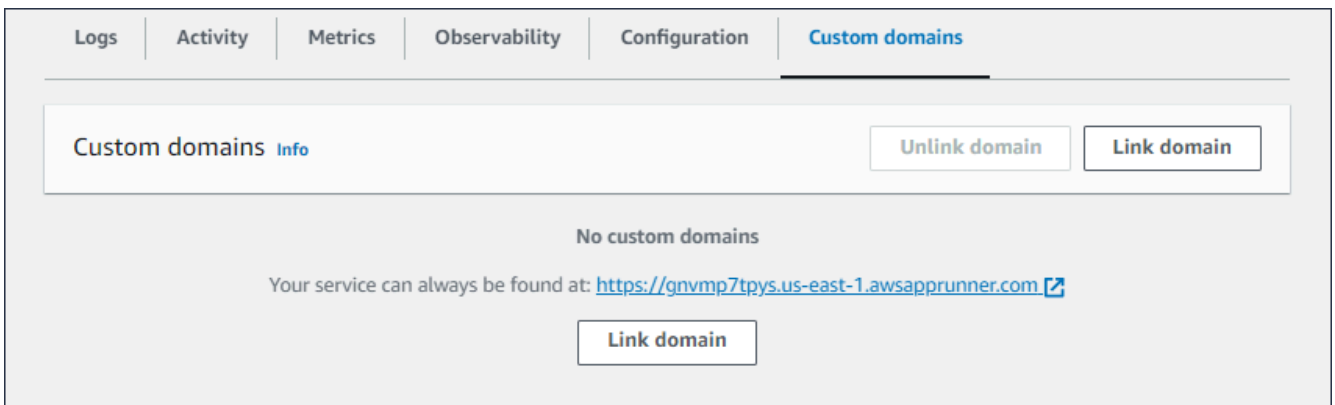 Logs Activity Metrics Observability Configuration Custom domains
Custom domains Info Unlink domain Link domain
No custom domains
Your service can always be found at: https://gnvmp7tpys.us-east-1.awsapprunner.com
Link domain